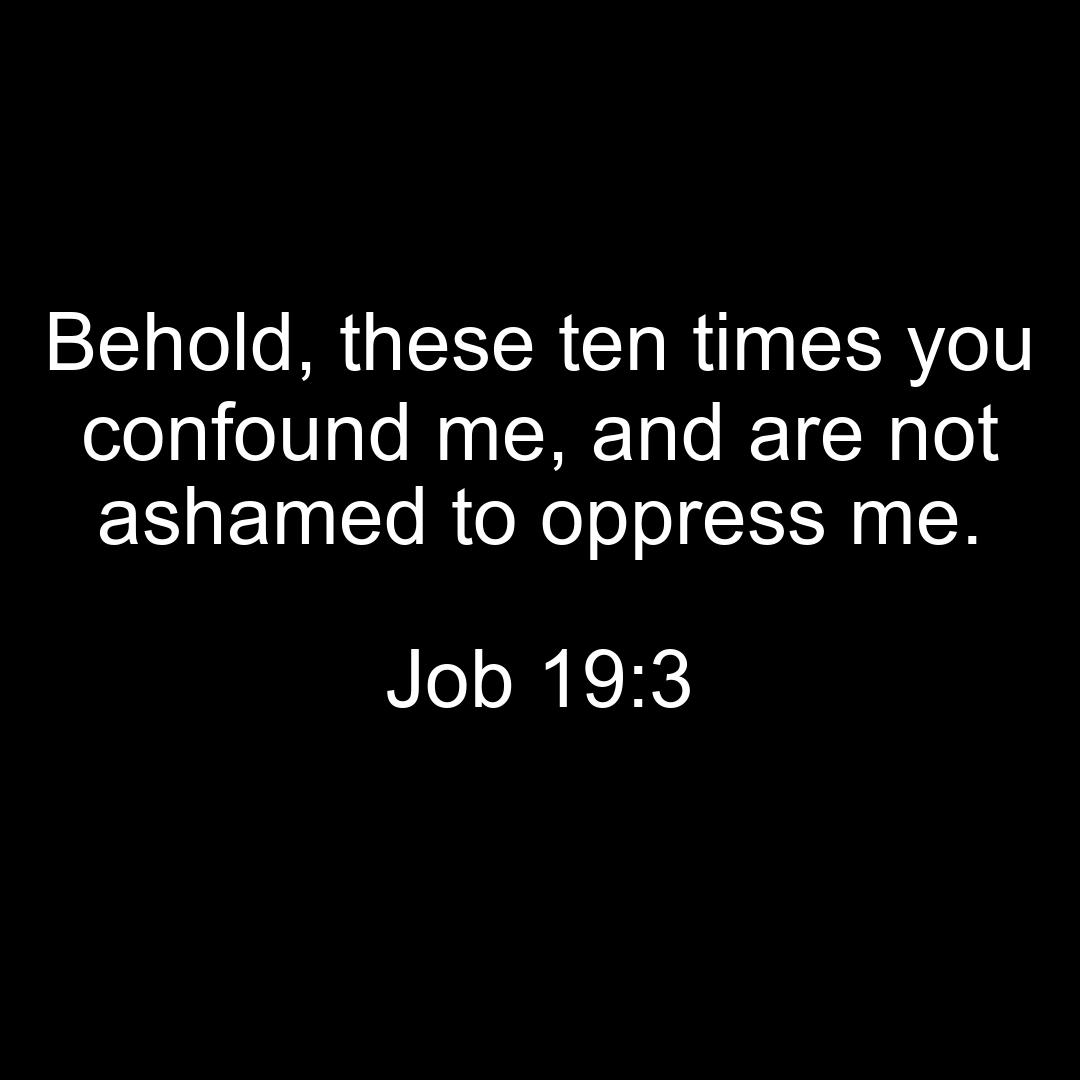 Behold, these ten times you
confound me, and are not
ashamed to oppress me.
Job 19:3